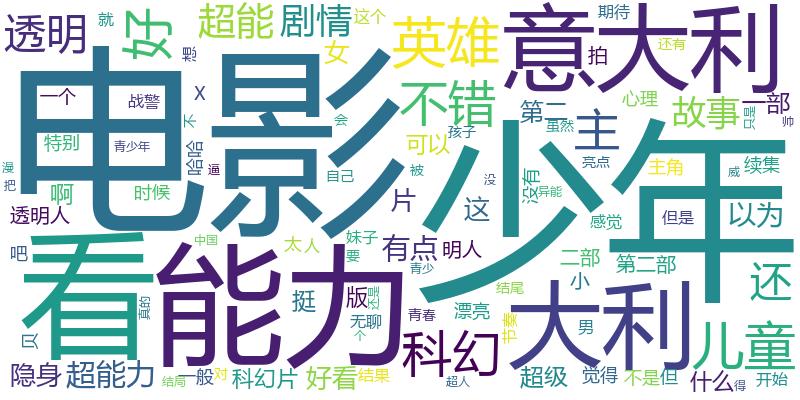 透明 就 好 想 超能 剧情 这个 英雄 意大利 期待 还有 拍
女
电影 少年
一个 战警 X 不错 第二 主 心理 故事 一部
特别 青少年 不 哈哈 会 可以 孩子 虽然 亮点 只是 帅
漫 把 啊 时候 逼 自己 被 片 没 没有 异能 主角 威 续集
透明人 这 感觉 但是 以为
吧 看 能力 中国 太 人 妹子 要 有点 明人 二部 第二部 还
贝 真的 挺 版 还是 青少 漂亮 结尾 小
无聊 个 青春 科幻 节奏 大利 男 儿童
隐身 超能力 结局 一般 对 科幻片 好看 结果 超人 超级 觉得 不是 但 什么 得 开始